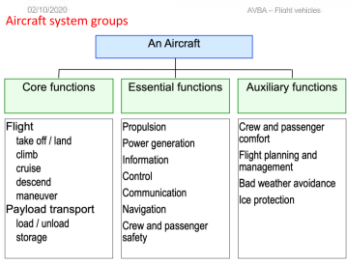 02/10/2020
AVBA – Flight vehicles
Aircraft system groups
An Aircraft
Core functions
Essential functions
Auxiliary functions
Flight
take off / land
climb
cruise
descend
maneuver
Payload transport
load / unload
storage
Propulsion
Power generation
Information
Control
Communication
Navigation
Crew and passenger
safety
Crew and passenger
comfort
Flight planning and
management
Bad weather avoidance
Ice protection